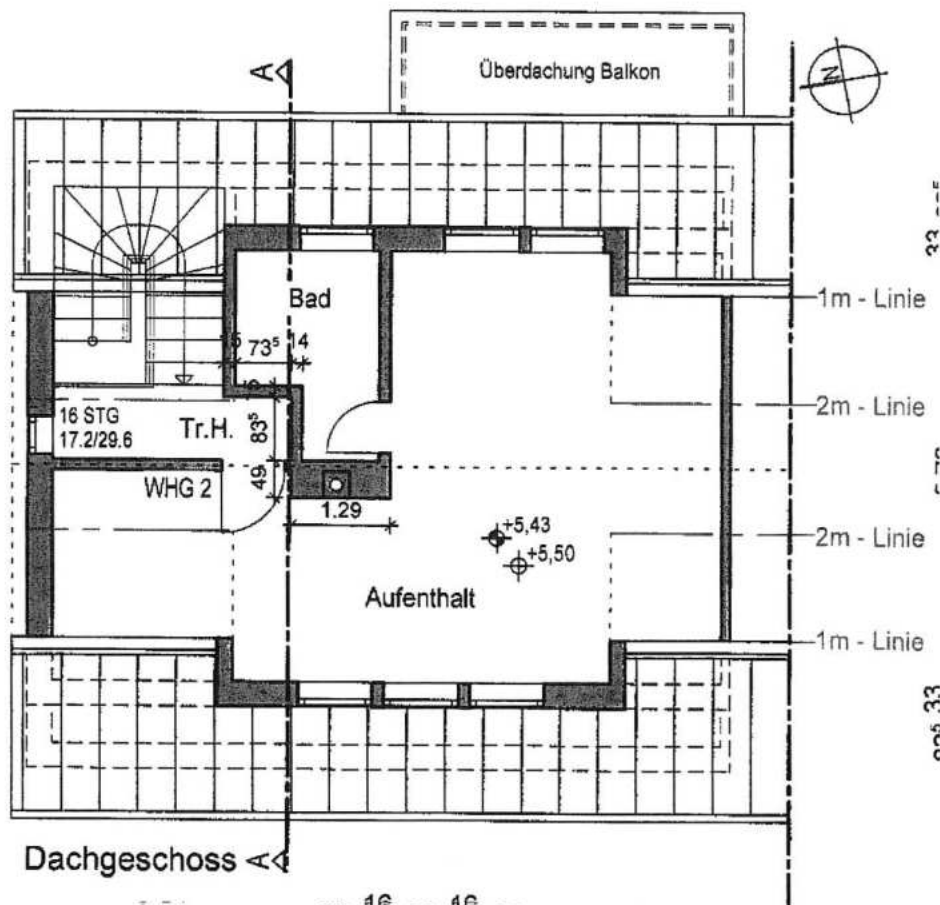 Überdachung Balkon
A
N
1m - Linie
Bad
73⁵
14
2m - Linie
16 STG
17.2/29.6
Tr.H.
83⁵
49
WHG 2
1.29
+5,43
+5,50
2m - Linie
Aufenthalt
1m - Linie
33
Dachgeschoss
A
16
16